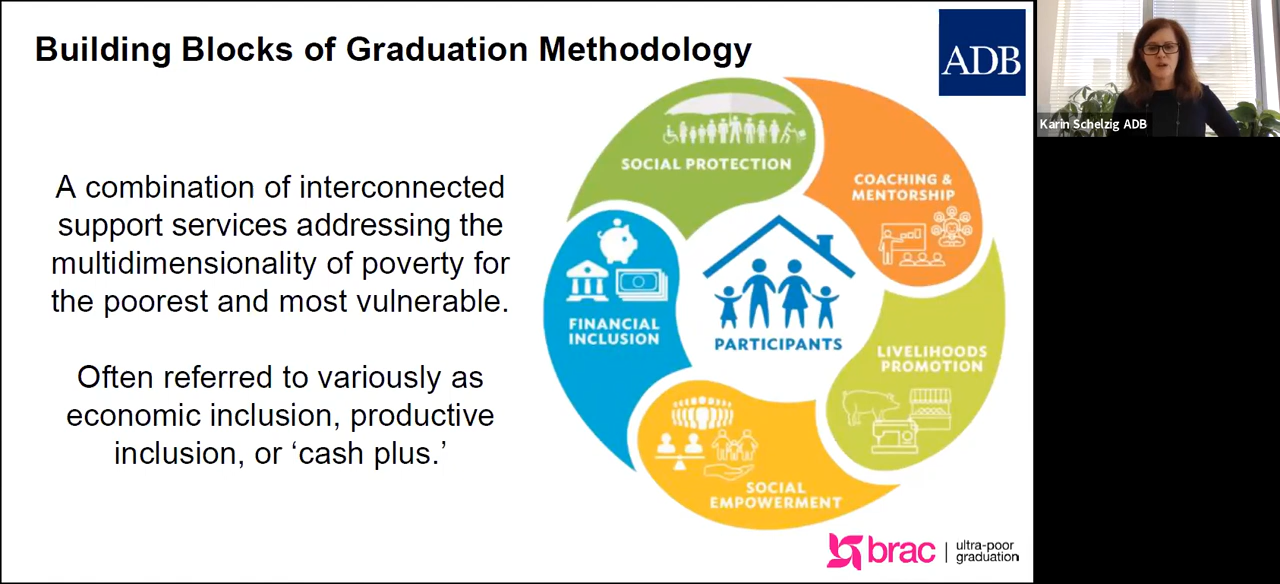 Building Blocks of Graduation Methodology
ADB
Karin Schelzig ADB
A combination of interconnected
support services addressing the
multidimensionality of poverty for
the poorest and most vulnerable.
Often referred to variously as
economic inclusion, productive
inclusion, or ‘cash plus.’
SOCIAL PROTECTION
COACHING &
MENTORSHIP
LIVELIHOODS
PROMOTION
SOCIAL
EMPOWERMENT
FINANCIAL
INCLUSION
PARTICIPANTS
brac
ultra-poor
graduation